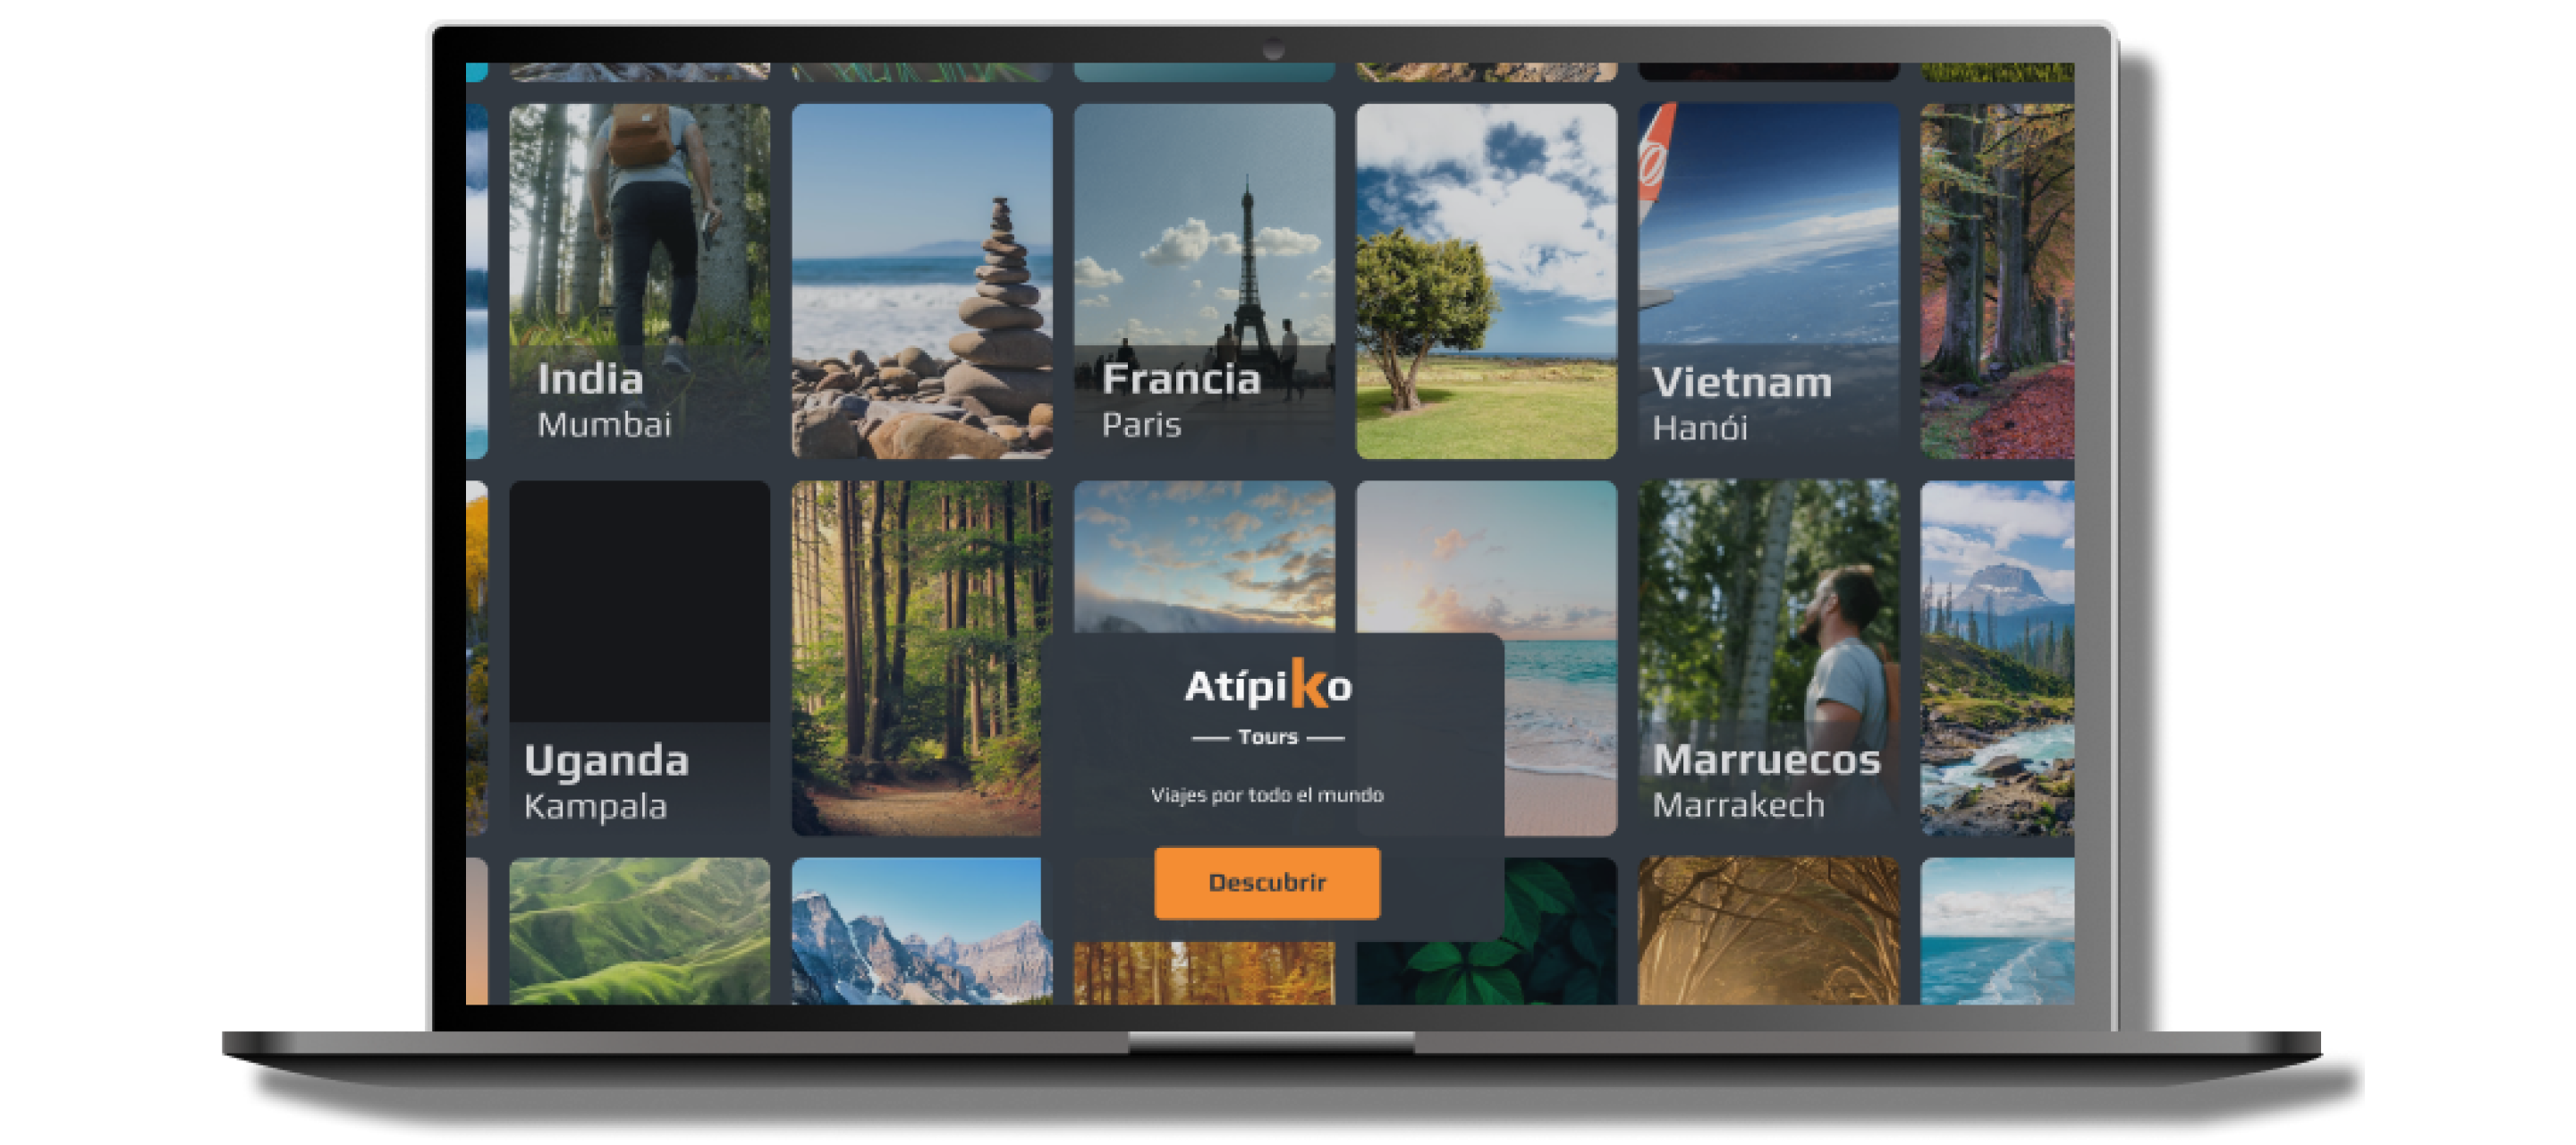 India
Mumbai
Francia
Paris
Vietnam
Hanói
Uganda
Kampala
Marruecos
Marrakech
Atípiko
Tours
Viajes por todo el mundo
Descubrir